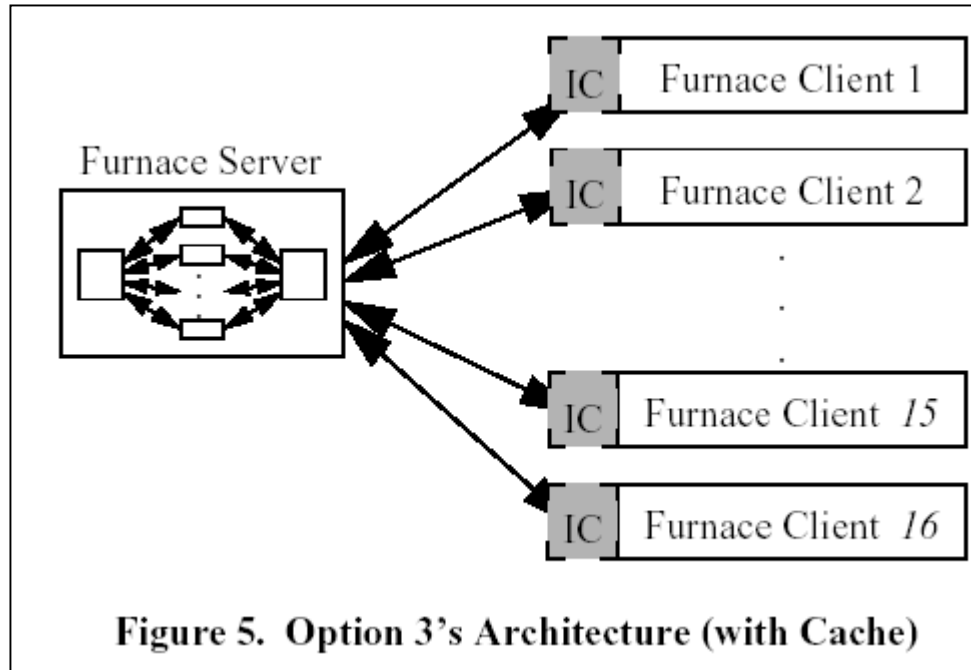 IC Furnace Client 1
Furnace Server
IC Furnace Client 2
IC Furnace Client 15
IC Furnace Client 16
Figure 5. Option 3's Architecture (with Cache)